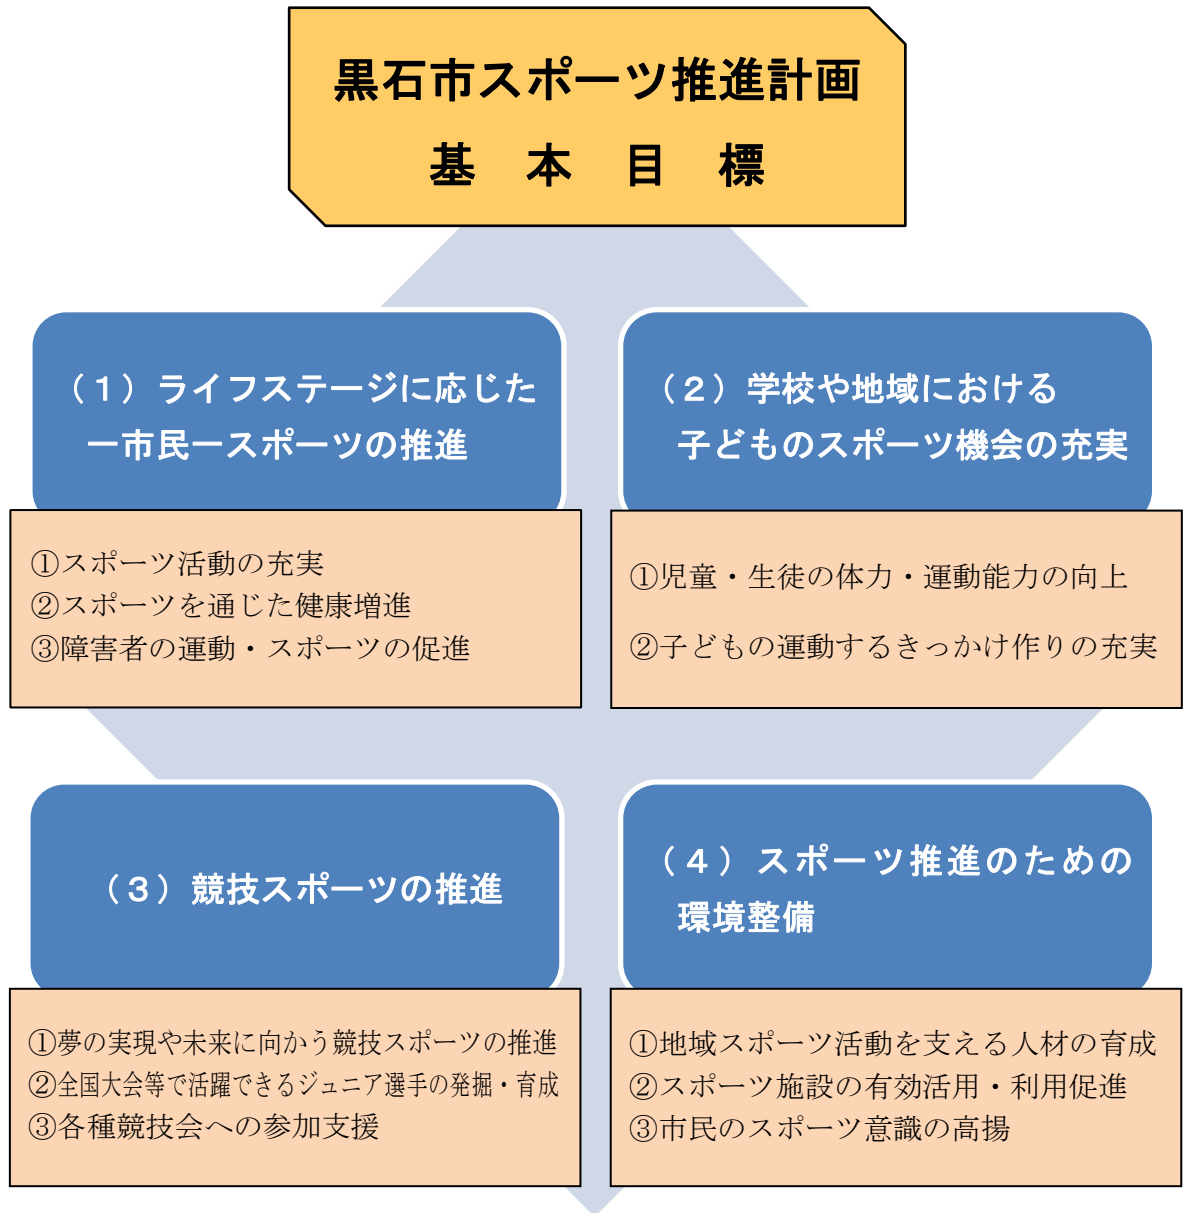 黒石市スポーツ推進計画
基　本　目　標
（１）ライフステージに応じた
一市民一スポーツの推進
①スポーツ活動の充実
②スポーツを通じた健康増進
③障害者の運動・スポーツの促進
（２）学校や地域における
子どものスポーツ機会の充実
①児童・生徒の体力・運動能力の向上
②子どもの運動するきっかけ作りの充実
（３）競技スポーツの推進
①夢の実現や未来に向かう競技スポーツの推進
②全国大会等で活躍できるジュニア選手の発掘・育成
③各種競技会への参加支援
（４）スポーツ推進のための
環境整備
①地域スポーツ活動を支える人材の育成
②スポーツ施設の有効活用・利用促進
③市民のスポーツ意識の高揚